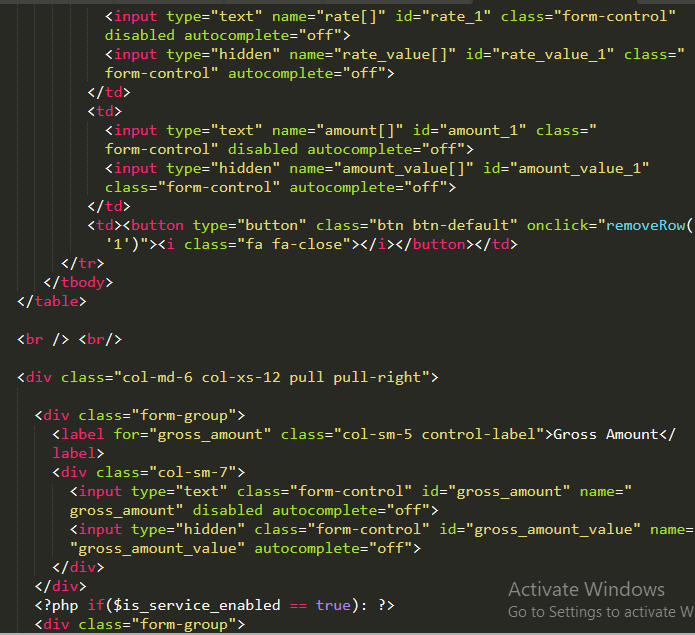 <input type="text" name="rate[]" id="rate_1" class="form-control"
disabled autocomplete="off">
<input type="hidden" name="rate_value[]" id="rate_value_1" class="
form-control" autocomplete="off">
</td>
<td>
<input type="text" name="amount[]" id="amount_1" class="
form-control" disabled autocomplete="off">
<input type="hidden" name="amount_value[]" id="amount_value_1"
class="form-control" autocomplete="off">
</td>
<td><button type="button" class="btn btn-default" onclick="removeRow(
'1')"><i class="fa fa-close"></i></button></td>
</tr>
</tbody>
</table>
<br /> <br/>
<div class="col-md-6 col-xs-12 pull pull-right">
<div class="form-group">
<label for="gross_amount" class="col-sm-5 control-label">Gross Amount</
label>
<div class="col-sm-7">
<input type="text" class="form-control" id="gross_amount" name="
gross_amount" disabled autocomplete="off">
<input type="hidden" class="form-control" id="gross_amount_value" name=
"gross_amount_value" autocomplete="off">
</div>
</div>
<?php if($is_service_enabled == true): ?>
<div class="form-group">
Activate Windows
Go to Settings to activate W